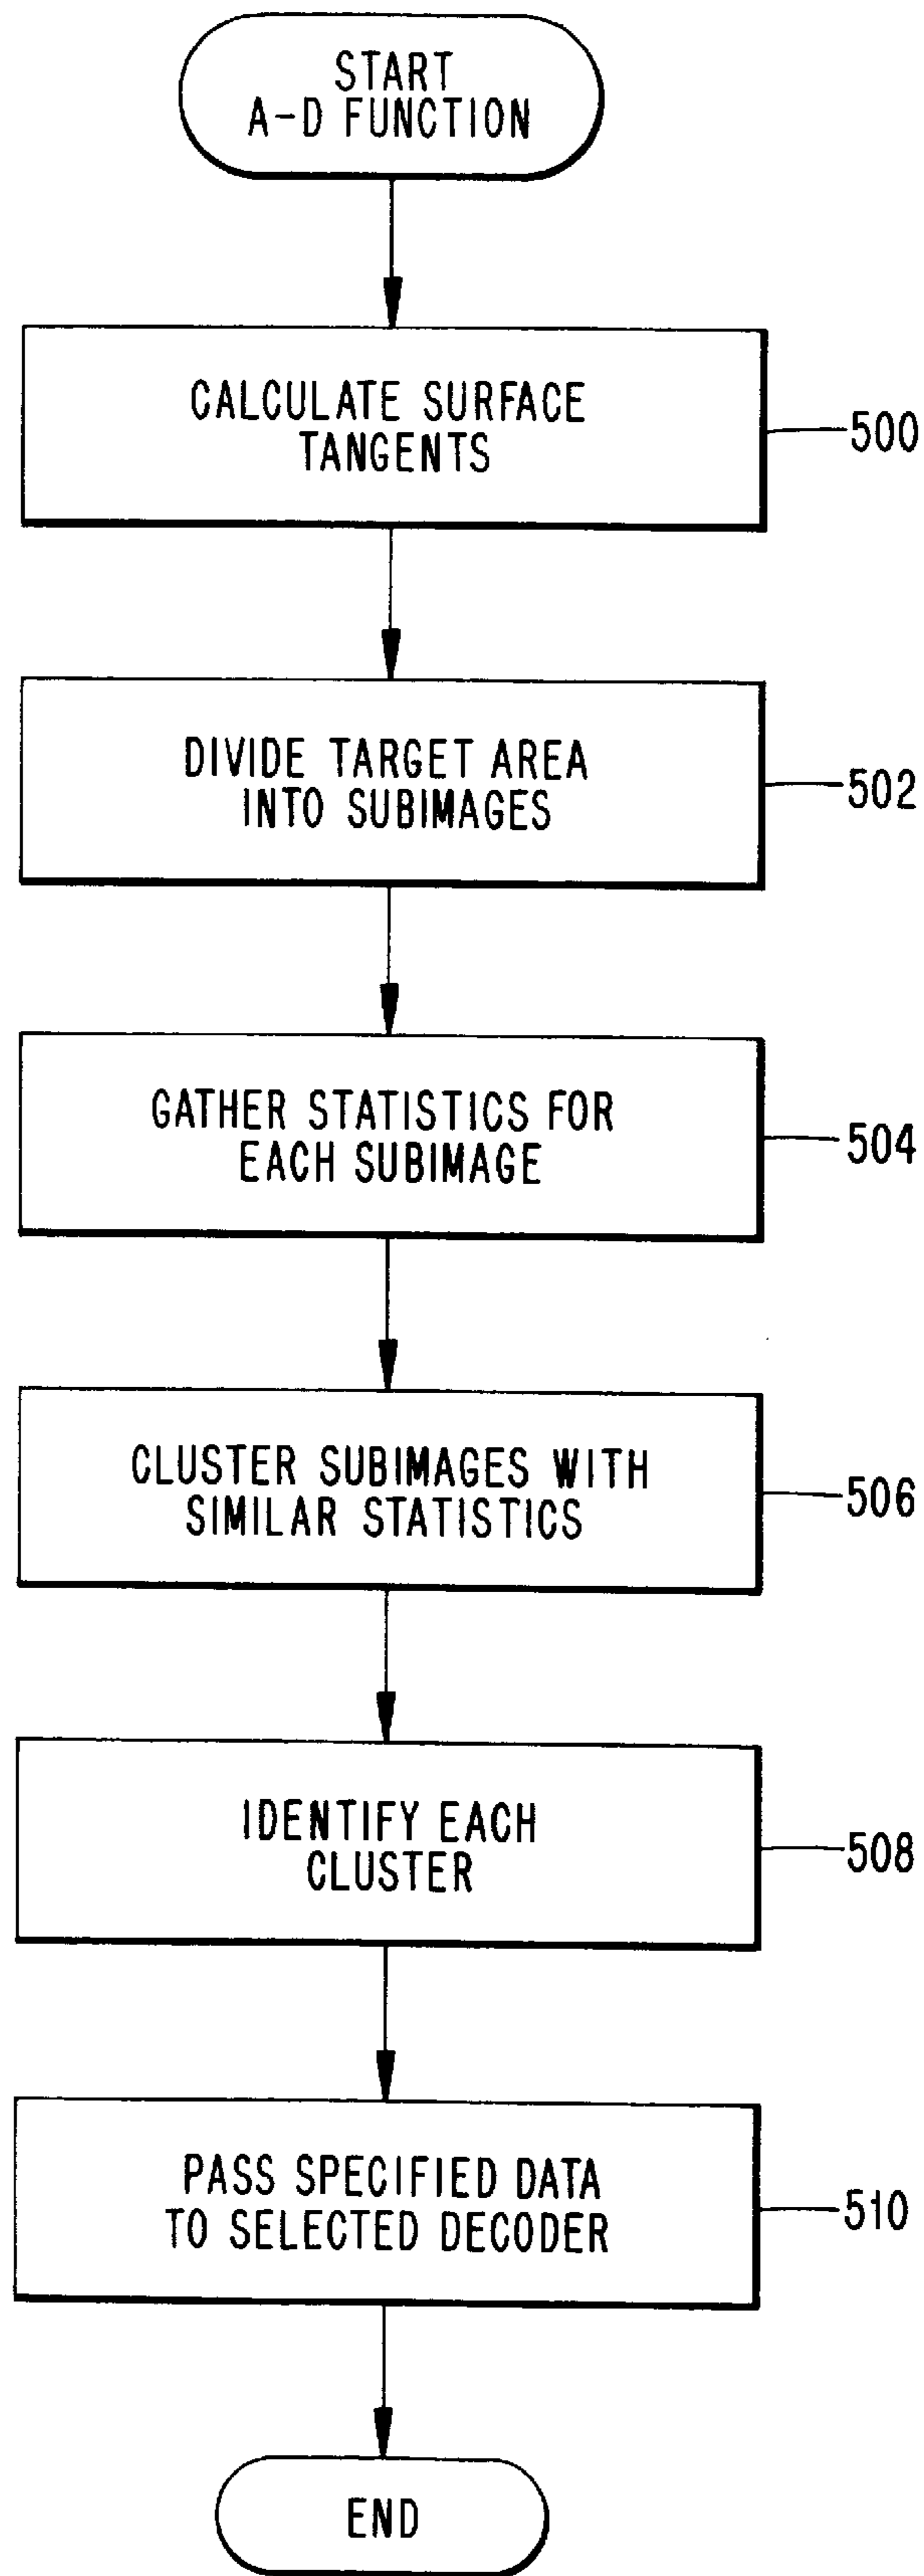 START
A-D FUNCTION
CALCULATE SURFACE
TANGENTS
500
DIVIDE TARGET AREA
INTO SUBIMAGES
502
GATHER STATISTICS FOR
EACH SUBIMAGE
504
CLUSTER SUBIMAGES WITH
SIMILAR STATISTICS
506
IDENTIFY EACH
CLUSTER
508
PASS SPECIFIED DATA
TO SELECTED DECODER
510
END